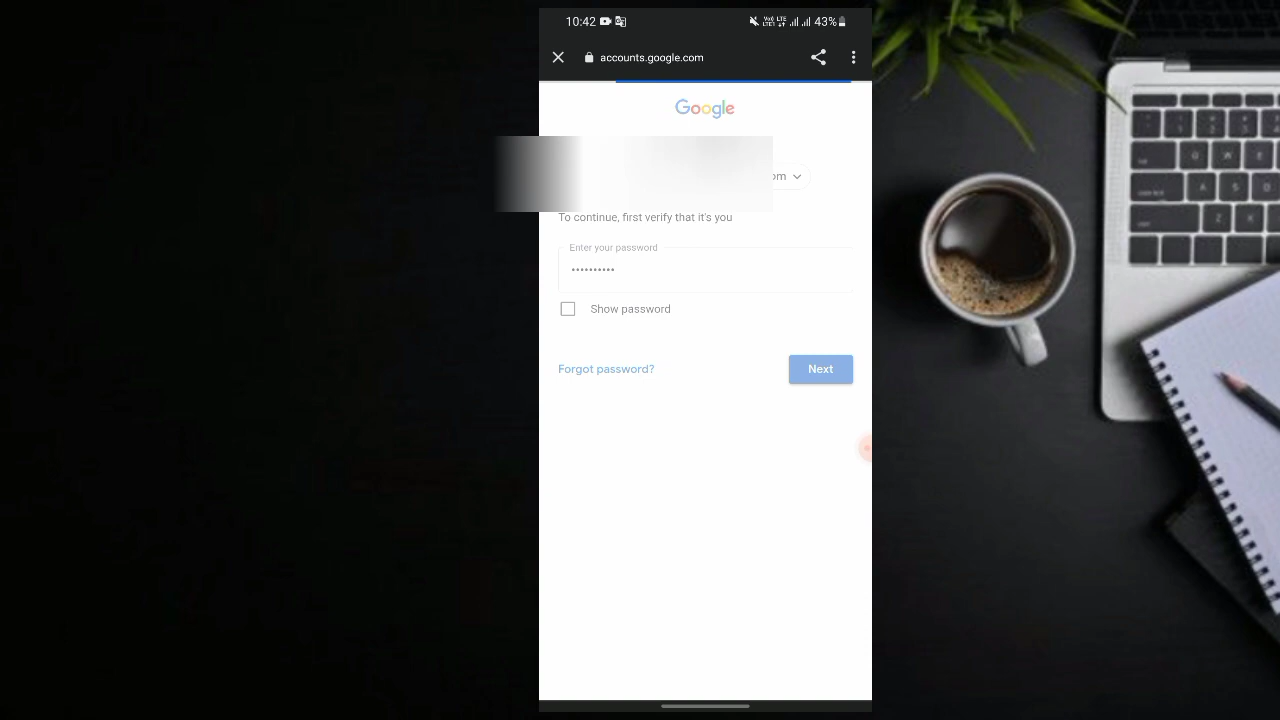 10:42
43%
accounts.google.com
Google
om
To continue, first verify that it's you
Enter your password
••••••••••
Show password
Forgot password?
Next
Q W E
A S D
Z X